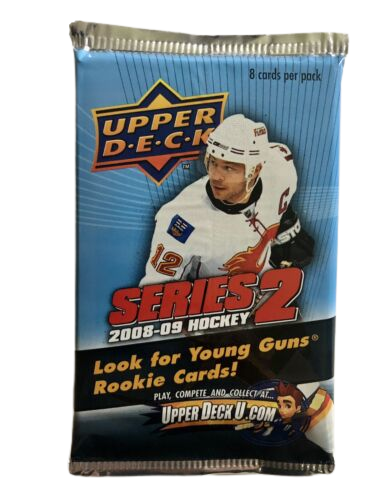 8 cards per pack
UPPER
D·E·C·K
TM
C
12
SERIES 2
2008-09 HOCKEY
Look for Young Guns®
Rookie Cards!
PLAY, COMPETE AND COLLECT AT...
UPPER DECK U.COM